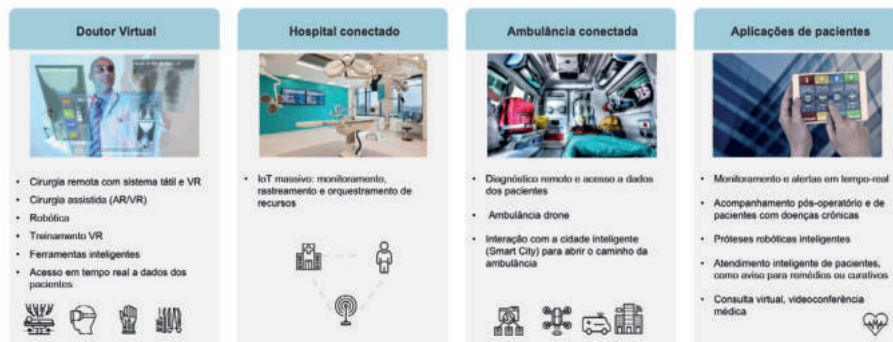 Doutor Virtual
• Cirurgia remota com sistema tátil e VR
• Cirurgia assistida (AR/VR)
• Robótica
• Treinamento VR
• Ferramentas inteligentes
• Acesso em tempo real a dados dos
pacientes
Hospital conectado
• IoT massivo: monitoramento,
rastreamento e orquestramento de
recursos
Ambulância conectada
• Diagnóstico remoto e acesso a dados
dos pacientes
• Ambulância drone
• Interação com a cidade inteligente
(Smart City) para abrir o caminho da
ambulância
Aplicações de pacientes
• Monitoramento e alertas em tempo-real
• Acompanhamento pós-operatório e de
pacientes com doenças crônicas
• Próteses robóticas inteligentes
• Atendimento inteligente de pacientes,
como aviso para remédios ou curativos
• Consulta virtual, videoconferência
médica